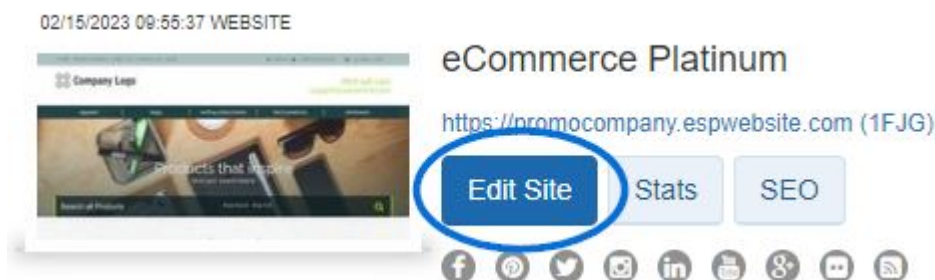 02/15/2023 09:55:37 WEBSITE
Company Logo
Products that inspire
Search all Products
eCommerce Platinum
https://promocompany.espwebsite.com (1FJG)
Edit Site
Stats
SEO